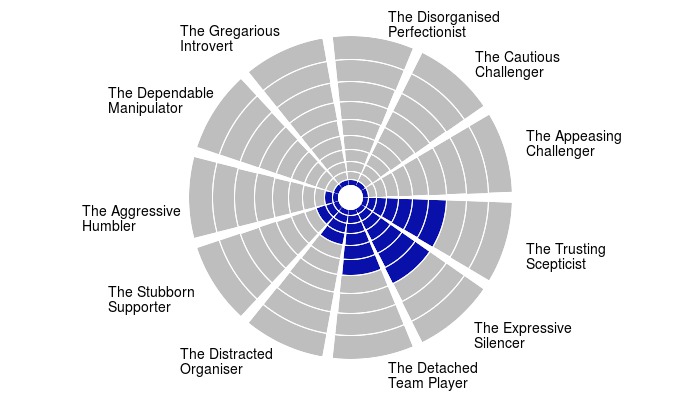 The Disorganised
Perfectionist
The Cautious
Challenger
The Appeasing
Challenger
The Trusting
Scepticist
The Expressive
Silencer
The Detached
Team Player
The Distracted
Organiser
The Stubborn
Supporter
The Aggressive
Humbler
The Dependable
Manipulator
The Gregarious
Introvert